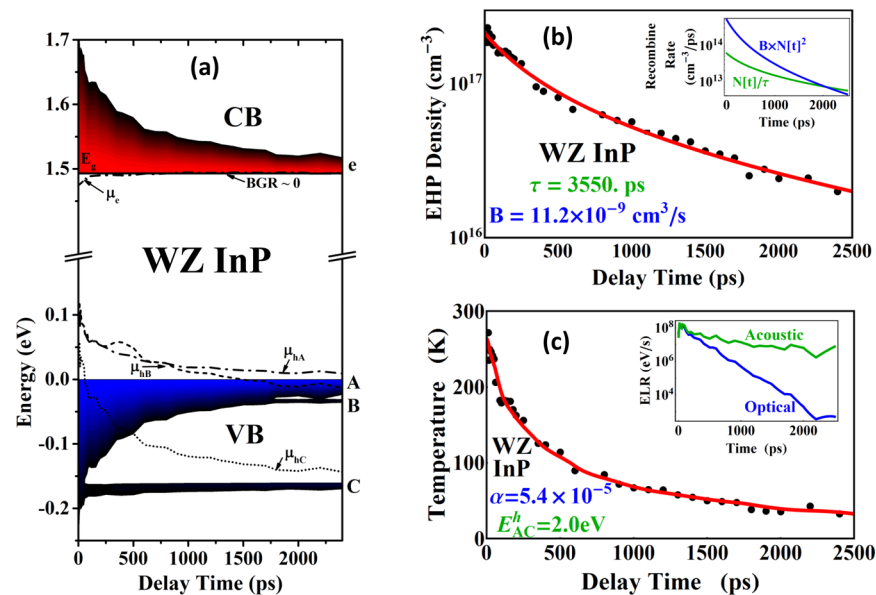 (a)
1.7
1.6
1.5
0.1
0.0
-0.1
-0.2
Energy (eV)
CB
E_g
e
BGR ~ 0
μ_e
WZ InP
μ_hA
μ_hB
A
B
VB
μ_hC
C
0
500
1000
1500
2000
Delay Time (ps)
(b)
10^17
10^16
EHP Density (cm^−3)
WZ InP
τ = 3550. ps
B = 11.2×10^−9 cm^3/s
0
500
1000
1500
2000
2500
Delay Time (ps)
Recombine
Rate
(cm^−3/ps)
10^14
10^13
B×N[t]^2
N[t]/τ
0
1000
2000
Time (ps)
(c)
300
250
200
150
100
50
0
Temperature (K)
WZ
InP
α=5.4 × 10^−5
E^h_AC=2.0eV
0
500
1000
1500
2000
2500
Delay Time (ps)
ELR (eV/s)
10^8
10^6
10^4
Acoustic
Optical
0
1000
2000
Time (ps)